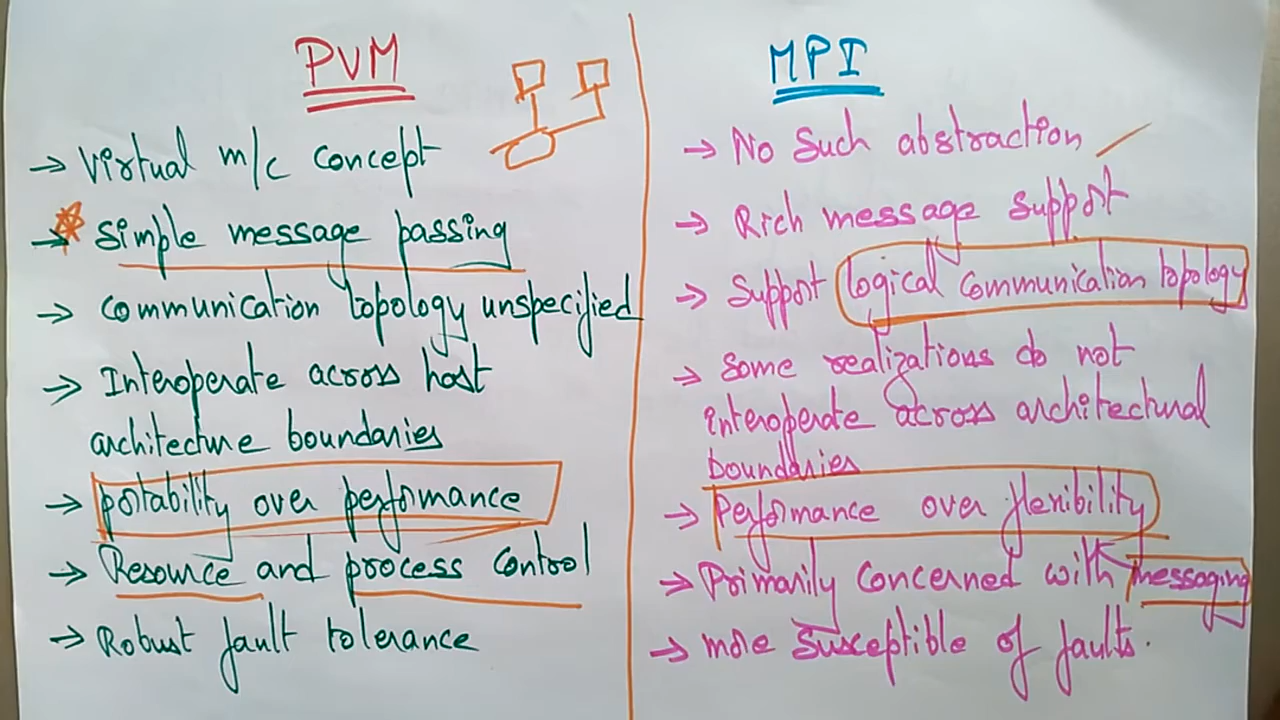 PVM
→ Virtual m/c concept
→ Simple message passing
→ Communication topology unspecified
→ Interoperate across host
architecture boundaries
→ portability over performance
→ Resource and process control
→ Robust fault tolerance
MPI
→ No Such abstraction
→ Rich message support
→ Support logical communication topology
→ Some realizations do not
interoperate across architectural
boundaries
→ Performance over flexibility
→ Primarily concerned with messaging
→ more susceptible of faults.